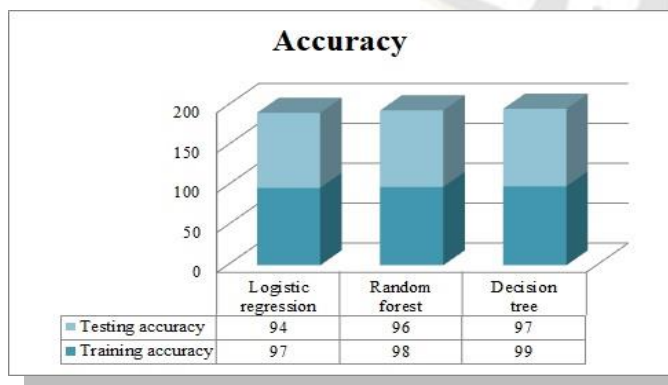 Accuracy
200
150
100
50
0
Logistic regression Random forest Decision tree
Testing accuracy 94 96 97
Training accuracy 97 98 99